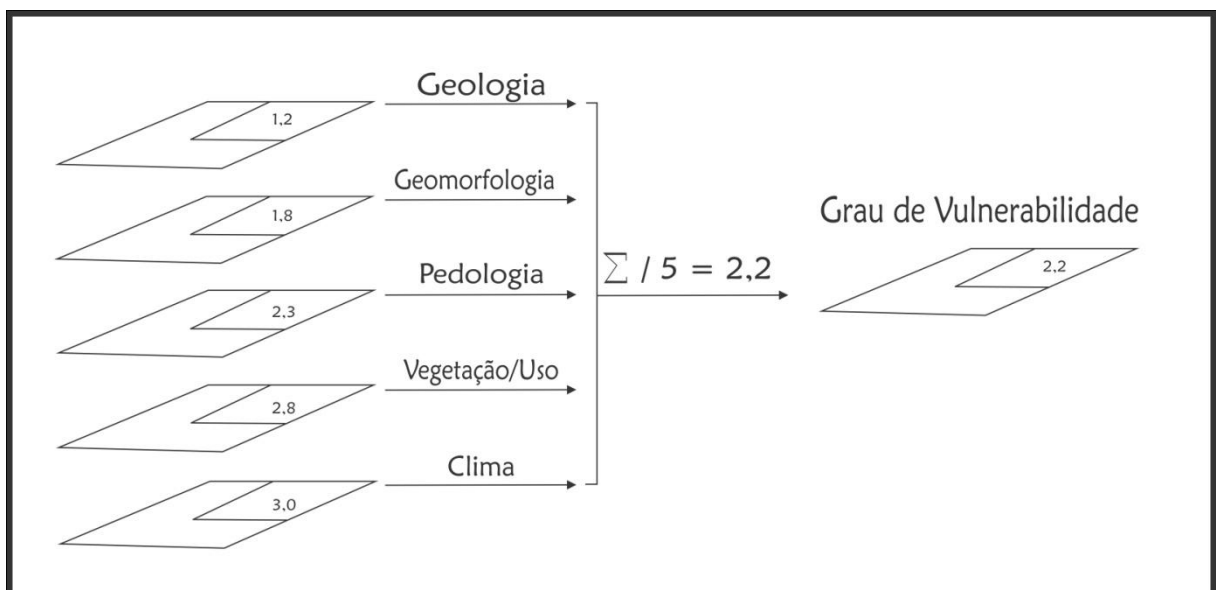 Geologia
1,2
Geomorfologia
1,8
Grau de Vulnerabilidade
Pedologia
∑ / 5 = 2,2
2,2
2,3
Vegetação/Uso
2,8
Clima
3,0